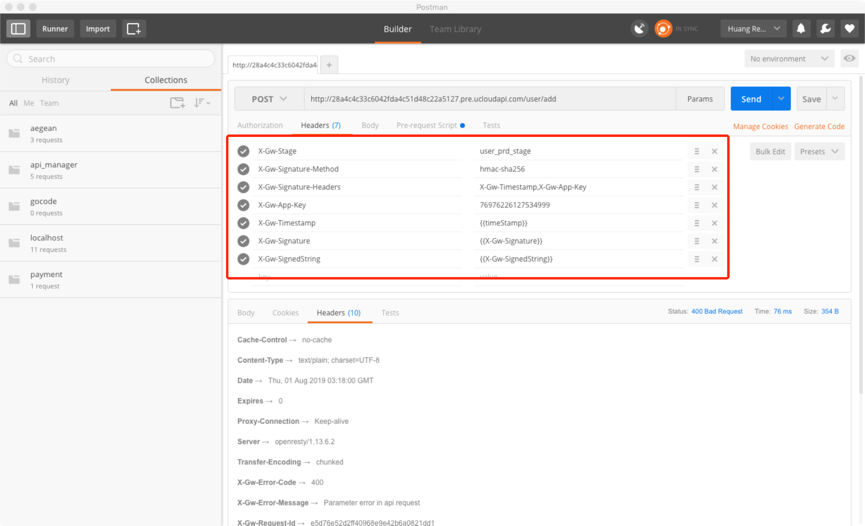 Postman
Runner
Import
Builder
Team Library
IN SYNC
Huang Re...
Search
History
Collections
All Me Team
aegean
3 requests
api_manager
5 requests
gocode
0 requests
localhost
11 requests
payment
1 request
http://28a4c4c33c6042fda4
+
No environment
POST
http://28a4c4c33c6042fda4c51d48c22a5127.pre.ucloudapi.com/user/add
Params
Send
Save
Authorization
Headers (7)
Body
Pre-request Script
Tests
Manage Cookies
Generate Code
Bulk Edit
Presets
X-Gw-Stage user_prd_stage
X-Gw-Signature-Method hmac-sha256
X-Gw-Signature-Headers X-Gw-Timestamp,X-Gw-App-Key
X-Gw-App-Key 76976226127534999
X-Gw-Timestamp {{timeStamp}}
X-Gw-Signature {{X-Gw-Signature}}
X-Gw-SignedString {{X-Gw-SignedString}}
key value
Body
Cookies
Headers (10)
Tests
Status: 400 Bad Request
Time: 76 ms
Size: 354 B
Cache-Control → no-cache
Content-Type → text/plain; charset=UTF-8
Date → Thu, 01 Aug 2019 03:18:00 GMT
Expires → 0
Proxy-Connection → Keep-alive
Server → openresty/1.13.6.2
Transfer-Encoding → chunked
X-Gw-Error-Code → 400
X-Gw-Error-Message → Parameter error in api request
X-Gw-Request-Id → e5d76e52d2ff40968e9e42b6a0821dd1